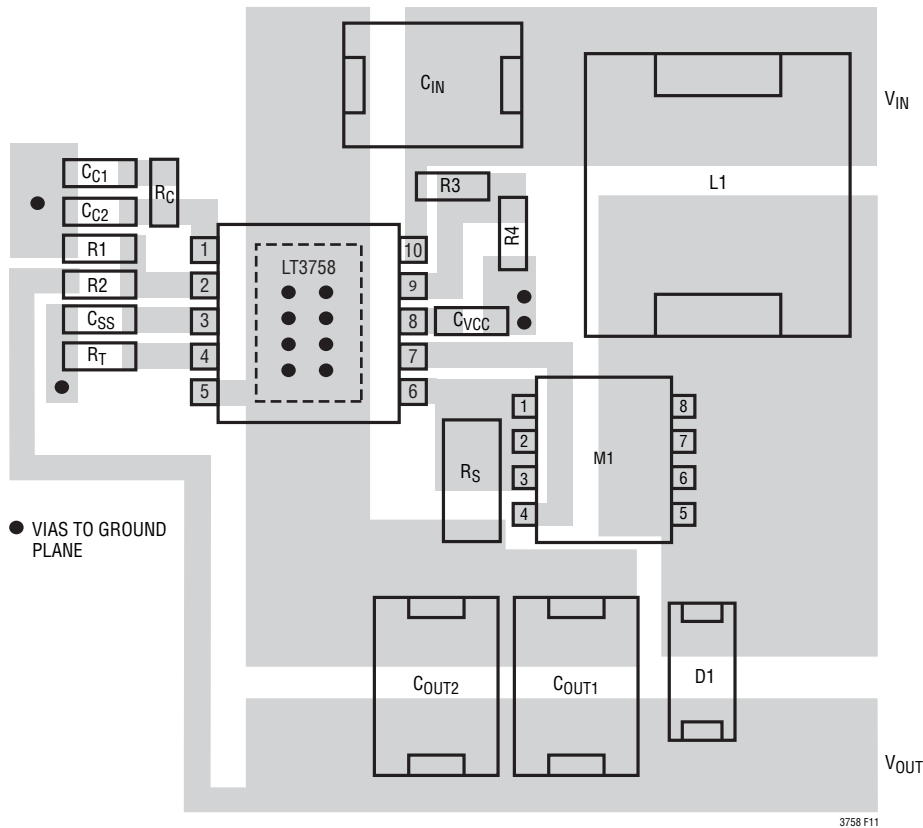 C_IN
V_IN
L1
C_C1
R_C
C_C2
R1
R2
C_SS
R_T
R3
R4
C_VCC
LT3758
1
2
3
4
5
10
9
8
7
6
R_S
M1
1
2
3
4
8
7
6
5
VIAS TO GROUND
PLANE
C_OUT2
C_OUT1
D1
V_OUT
3758 F11